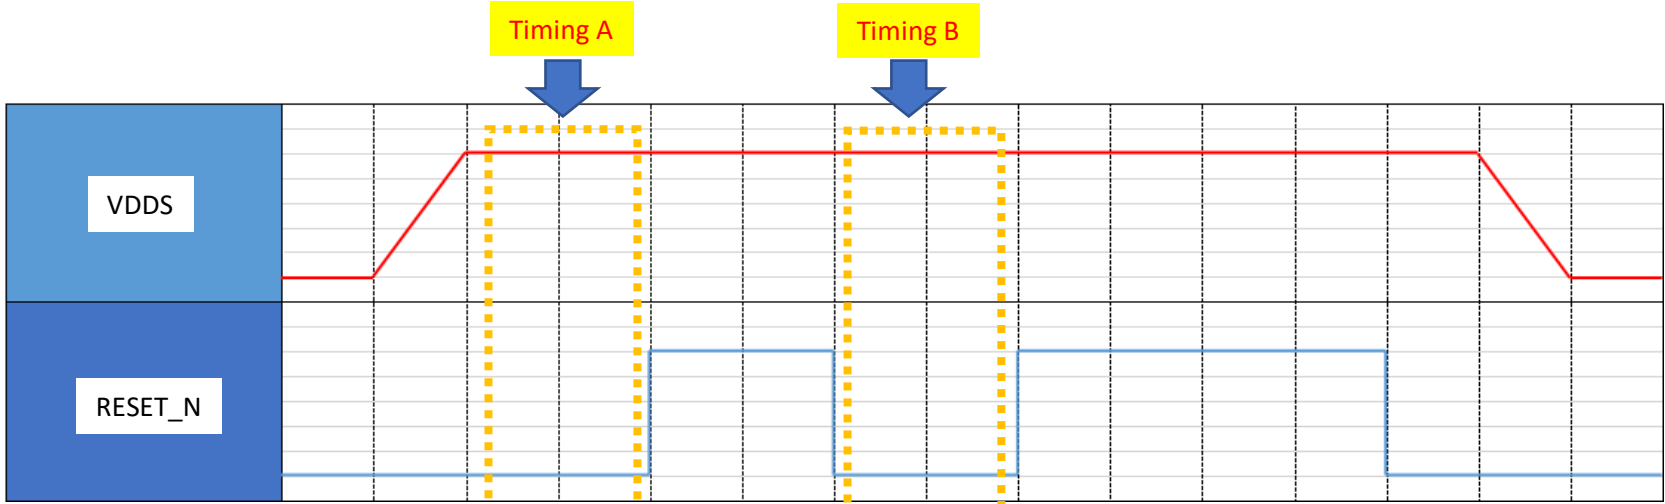 Timing A
Timing B
VDDS
RESET_N